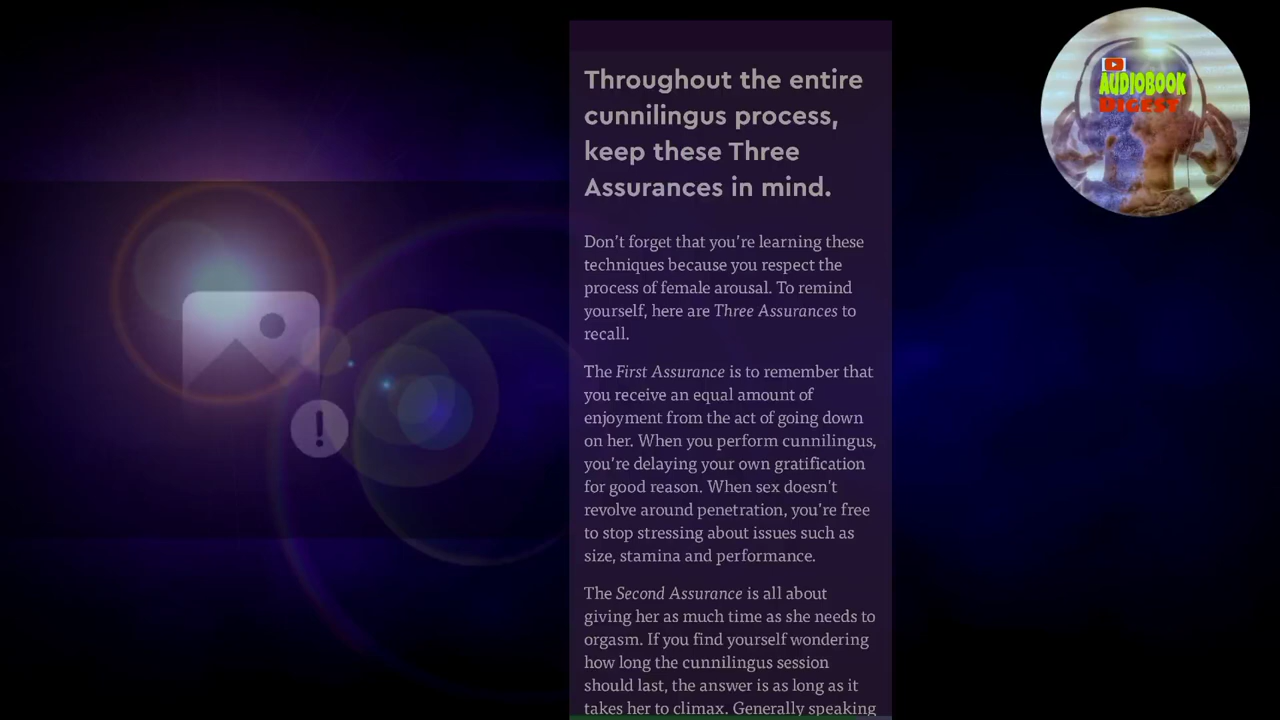 Throughout the entire
cunnilingus process,
keep these Three
Assurances in mind.
Don't forget that you're learning these
techniques because you respect the
process of female arousal. To remind
yourself, here are Three Assurances to
recall.
The First Assurance is to remember that
you receive an equal amount of
enjoyment from the act of going down
on her. When you perform cunnilingus,
you're delaying your own gratification
for good reason. When sex doesn't
revolve around penetration, you're free
to stop stressing about issues such as
size, stamina and performance.
The Second Assurance is all about
giving her as much time as she needs to
orgasm. If you find yourself wondering
how long the cunnilingus session
should last, the answer is as long as it
takes her to climax. Generally speaking
AUDIOBOOK
DIGEST